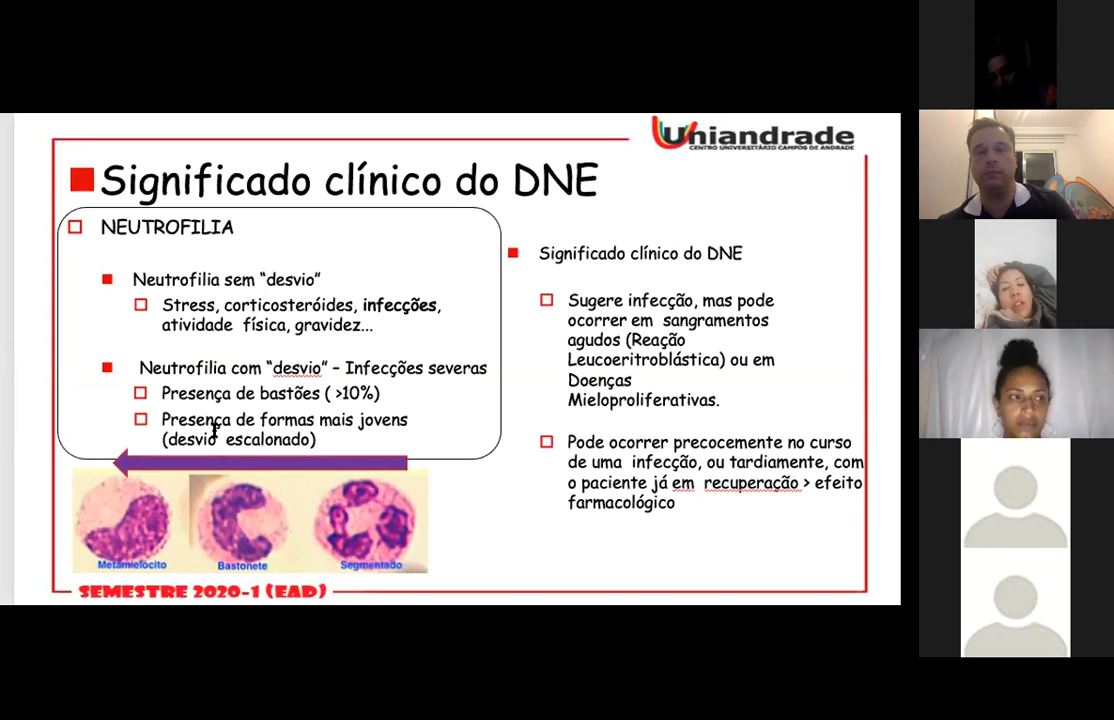 Uniandrade
CENTRO UNIVERSITÁRIO CAMPOS DE ANDRADE
Significado clínico do DNE
NEUTROFILIA
Neutrofilia sem “desvio”
Stress, corticosteróides, infecções,
atividade física, gravidez...
Neutrofilia com “desvio” – Infecções severas
Presença de bastões ( >10%)
Presença de formas mais jovens
(desvio escalonado)
Metamielócito
Bastonete
Segmentado
Significado clínico do DNE
Sugere infecção, mas pode
ocorrer em sangramentos
agudos (Reação
Leucoeritroblástica) ou em
Doenças
Mieloproliferativas.
Pode ocorrer precocemente no curso
de uma infecção, ou tardiamente, com
o paciente já em recuperação > efeito
farmacológico
SEMESTRE 2020-1 (EAD)